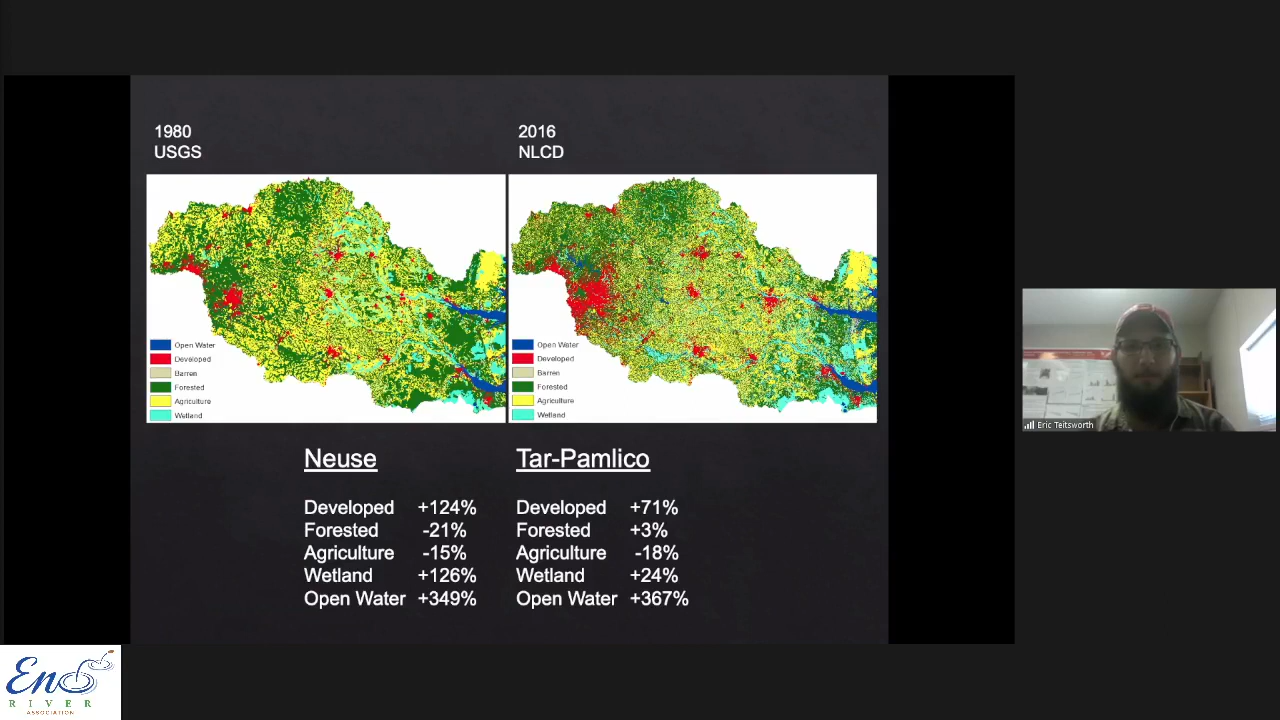 1980
USGS
2016
NLCD
Open Water
Developed
Barren
Forested
Agriculture
Wetland
Open Water
Developed
Barren
Forested
Agriculture
Wetland
Neuse
Developed +124%
Forested -21%
Agriculture -15%
Wetland +126%
Open Water +349%
Tar-Pamlico
Developed +71%
Forested +3%
Agriculture -18%
Wetland +24%
Open Water +367%
Eric Teitsworth
Eno
RIVER
ASSOCIATION